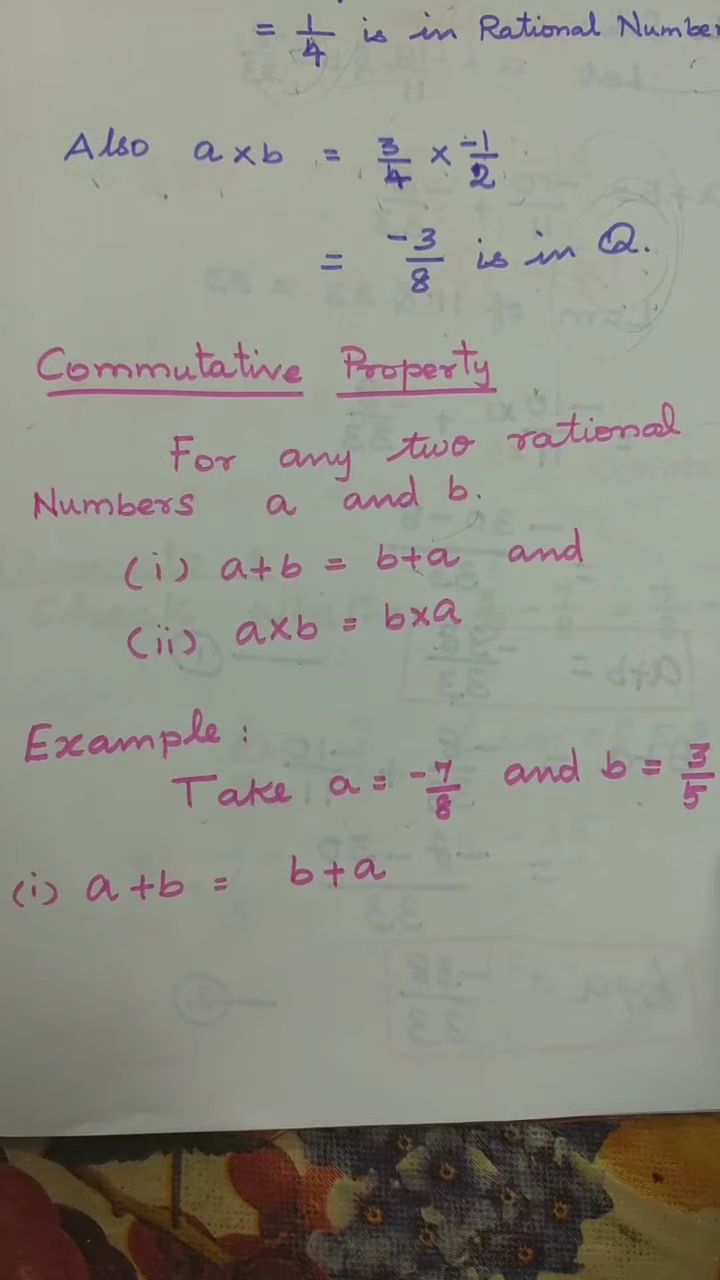 = 1/4 is in Rational Number
Also a × b = 3/4 × -1/2
= -3/8 is in Q.
Commutative Property
For any two rational
Numbers a and b.
(i) a+b = b+a and
(ii) a×b = b×a
Example:
Take a = -7/8 and b = 3/5
(i) a+b = b+a